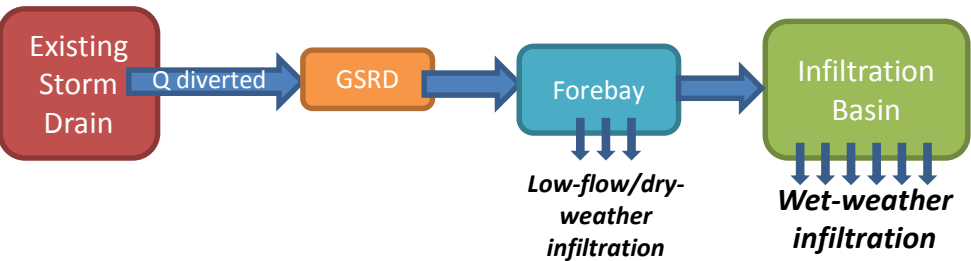 Existing
Storm
Drain
Q diverted
GSRD
Forebay
Infiltration
Basin
Low-flow/dry-
weather
infiltration
Wet-weather
infiltration